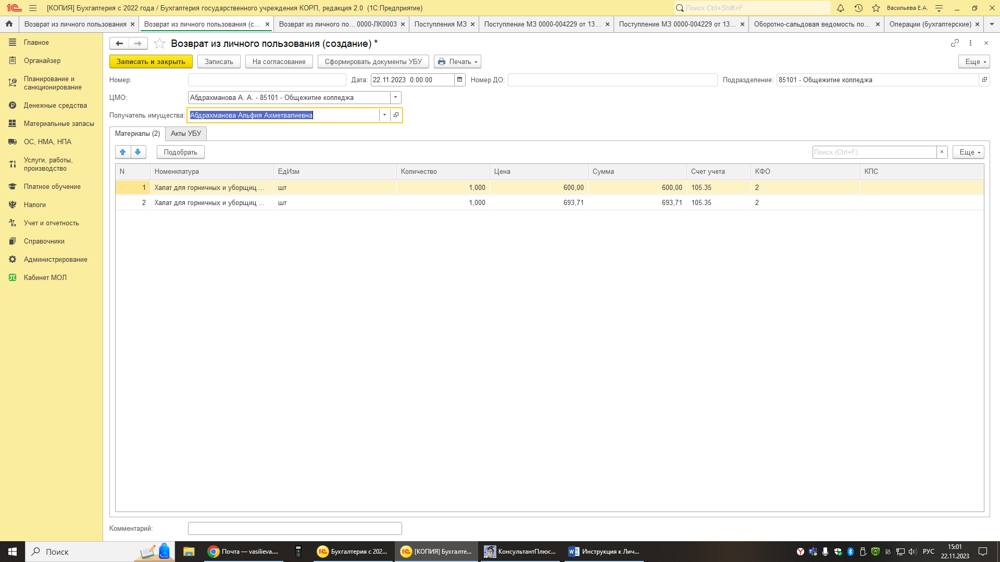 [КОПИЯ] Бухгалтерия с 2022 года / Бухгалтерия государственного учреждения КОРП, редакция 2.0 (1С:Предприятие)
Поиск Ctrl+Shift+F
Васильева Е.А.
Возврат из личного пользования
Возврат из личного пользования (с...
Возврат из личного по... 0000-ЛК0003
Поступления МЗ
Поступление МЗ 0000-004229 от 13...
Поступление МЗ 0000-004229 от 13...
Оборотно-сальдовая ведомость по...
Операции (бухгалтерские)
Главное
Органайзер
Планирование и
санкционирование
Денежные средства
Материальные запасы
ОС, НМА, НПА
Услуги, работы,
производство
Платное обучение
Налоги
Учет и отчетность
Справочники
Администрирование
Кабинет МОЛ
Возврат из личного пользования (создание) *
Записать и закрыть
Записать
На согласование
Сформировать документы УБУ
Печать
Еще
Номер:
Дата: 22.11.2023 0:00:00
Номер ДО:
Подразделение: 85101 - Общежитие колледжа
ЦМО: Абдрахманова А. А. - 85101 - Общежитие колледжа
Получатель имущества: Абдрахманова Альфия Ахметвалиевна
Материалы (2)
Акты УБУ
Подобрать
Поиск (Ctrl+F)
Еще
N Номенклатура ЕдИзм Количество Цена Сумма Счет учета КФО КПС
1 Халат для горничных и уборщиц ... шт 1,000 600,00 600,00 105.35 2
2 Халат для горничных и уборщиц ... шт 1,000 693,71 693,71 105.35 2
Комментарий:
Поиск
Почта — vasilieva....
Бухгалтерия с 202...
[КОПИЯ] Бухгалте...
КонсультантПлюс...
Инструкция к Лич...
РУС
15:01
22.11.2023